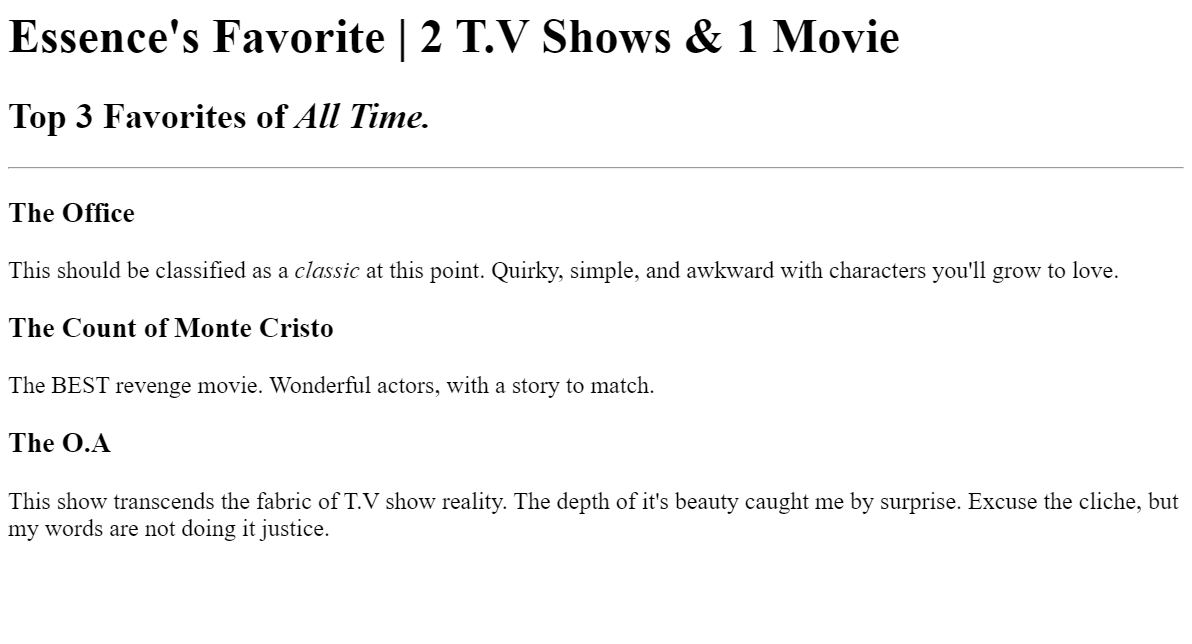 Essence's Favorite | 2 T.V Shows & 1 Movie
Top 3 Favorites of All Time.
The Office
This should be classified as a classic at this point. Quirky, simple, and awkward with characters you'll grow to love.
The Count of Monte Cristo
The BEST revenge movie. Wonderful actors, with a story to match.
The O.A
This show transcends the fabric of T.V show reality. The depth of it's beauty caught me by surprise. Excuse the cliche, but
my words are not doing it justice.